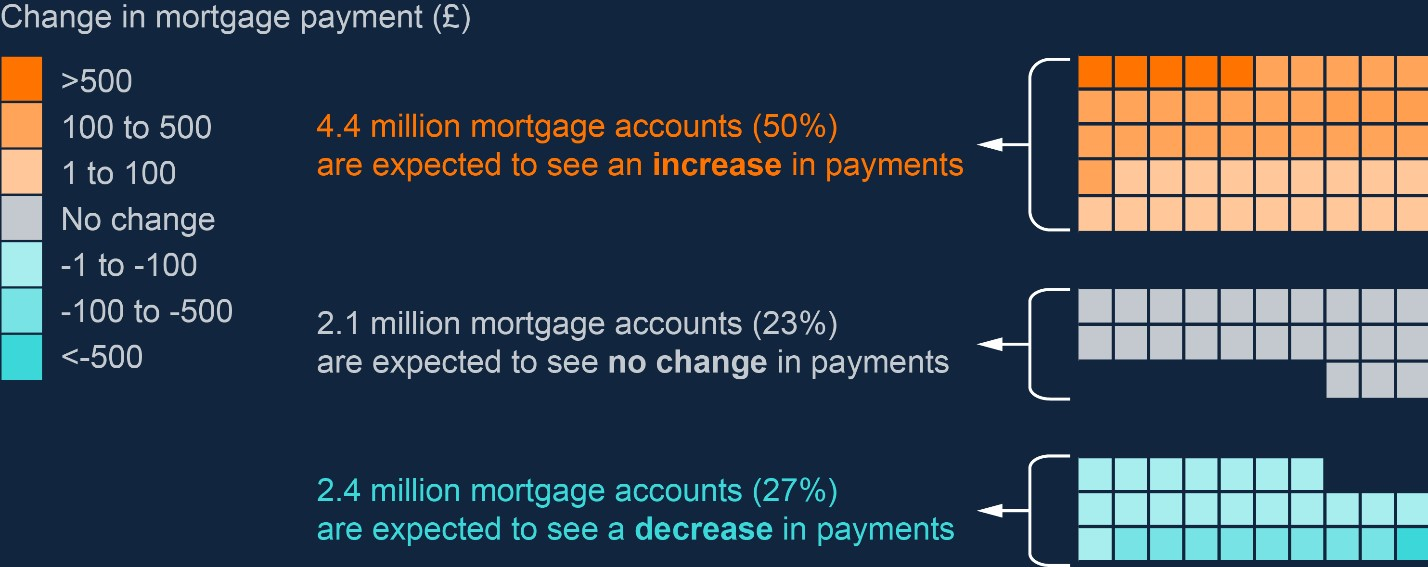 Change in mortgage payment (£)
>500
100 to 500
1 to 100
No change
-1 to -100
-100 to -500
<-500
4.4 million mortgage accounts (50%)
are expected to see an increase in payments
2.1 million mortgage accounts (23%)
are expected to see no change in payments
2.4 million mortgage accounts (27%)
are expected to see a decrease in payments